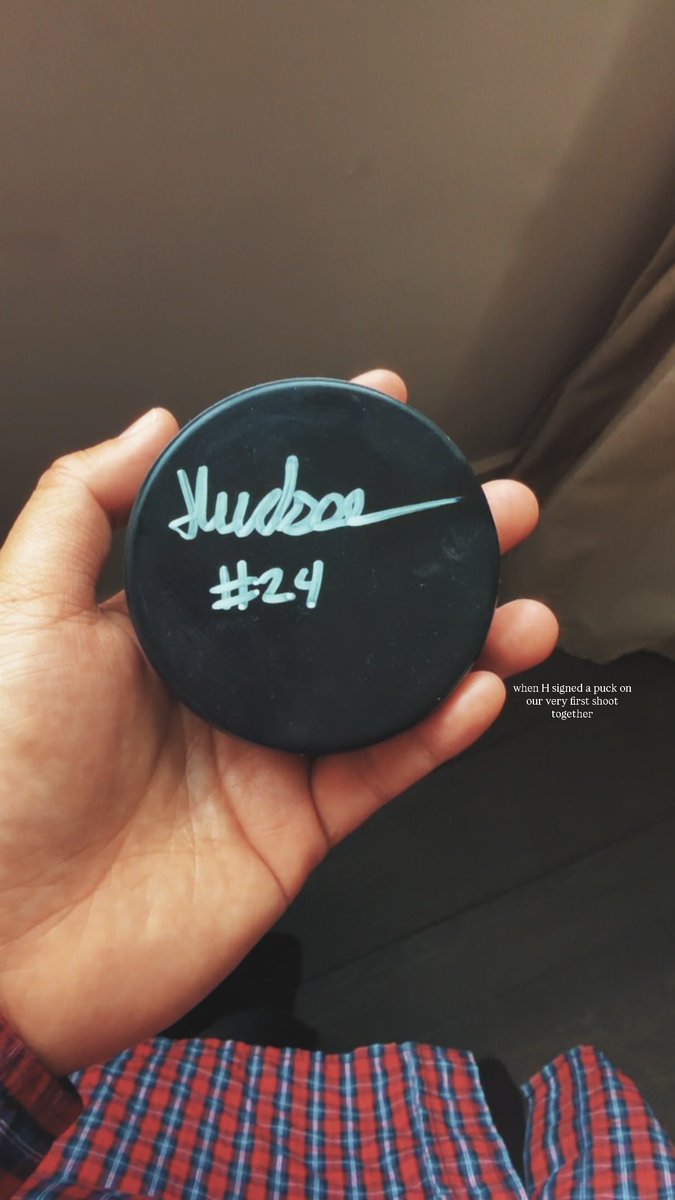 Hudson
#24
when H signed a puck on
our very first shoot
together